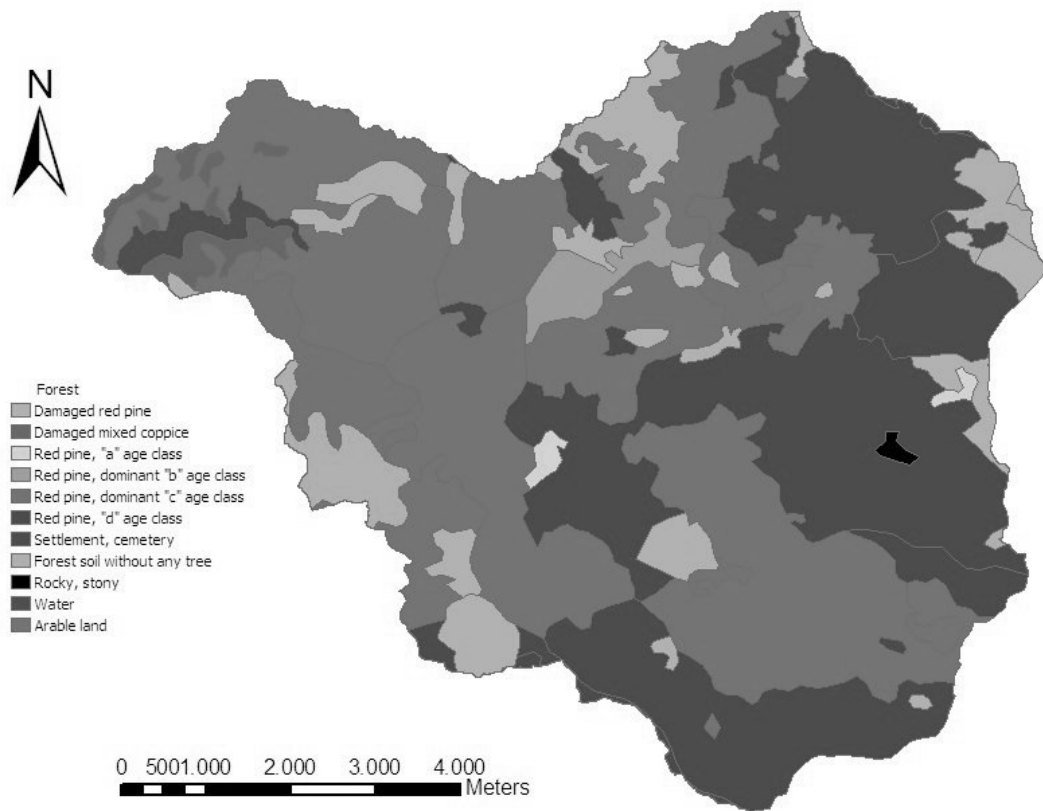 N
Forest
Damaged red pine
Damaged mixed coppice
Red pine, "a" age class
Red pine, dominant "b" age class
Red pine, dominant "c" age class
Red pine, "d" age class
Settlement, cemetery
Forest soil without any tree
Rocky, stony
Water
Arable land
0 5001.000 2.000 3.000 4.000
Meters